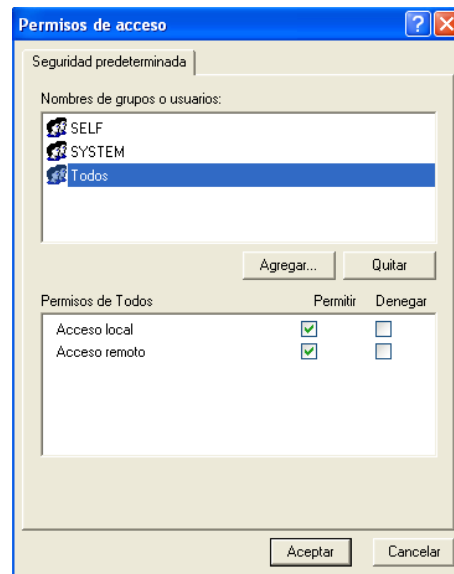 Permisos de acceso
Seguridad predeterminada
Nombres de grupos o usuarios:
SELF
SYSTEM
Todos
Agregar... Quitar
Permisos de Todos Permitir Denegar
Acceso local
Acceso remoto
Aceptar Cancelar